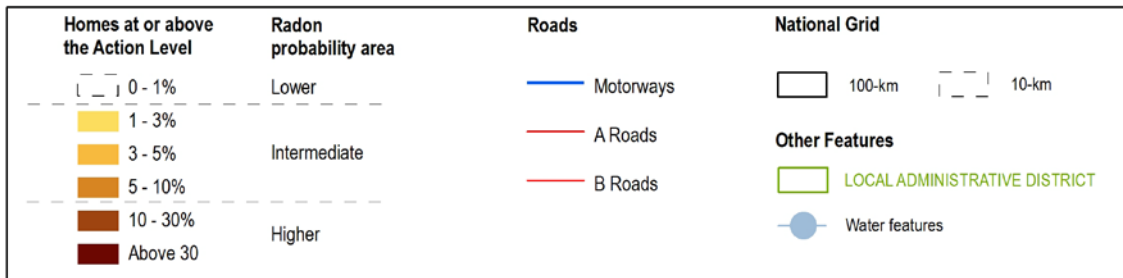 Homes at or above
the Action Level
0 - 1%
1 - 3%
3 - 5%
5 - 10%
10 - 30%
Above 30
Radon
probability area
Lower
Intermediate
Higher
Roads
Motorways
A Roads
B Roads
National Grid
100-km
10-km
Other Features
LOCAL ADMINISTRATIVE DISTRICT
Water features